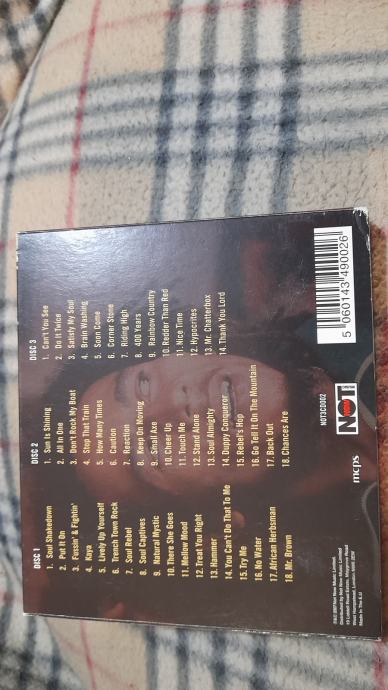 DISC 1
1. Soul Shakedown
2. Put It On
3. Fussin' & Fightin'
4. Kaya
5. Lively Up Yourself
6. Trench Town Rock
7. Soul Rebel
8. Soul Captives
9. Natural Mystic
10. There She Goes
11. Mellow Mood
12. Treat You Right
13. Hammer
14. You Can't Do That To Me
15. Try Me
16. No Water
17. African Herbsman
18. Mr. Brown
DISC 2
1. Sun Is Shining
2. All In One
3. Don't Rock My Boat
4. Stop That Train
5. How Many Times
6. Caution
7. Reaction
8. Keep On Moving
9. Small Axe
10. Cheer Up
11. Touch Me
12. Stand Alone
13. Soul Almighty
14. Duppy Conqueror
15. Rebel's Hop
16. Go Tell It On The Mountain
17. Back Out
18. Chances Are
DISC 3
1. Can't You See
2. Do It Twice
3. Satisfy My Soul
4. Brain Washing
5. Soon Come
6. Corner Stone
7. Riding High
8. 400 Years
9. Rainbow Country
10. Redder Than Red
11. Nice Time
12. Hypocrites
13. Mr. Chatterbox
14. Thank You Lord
Not Now Music Limited.
Made in the E.U
mcps
NOT3CD002
NOT
5 060143 490026